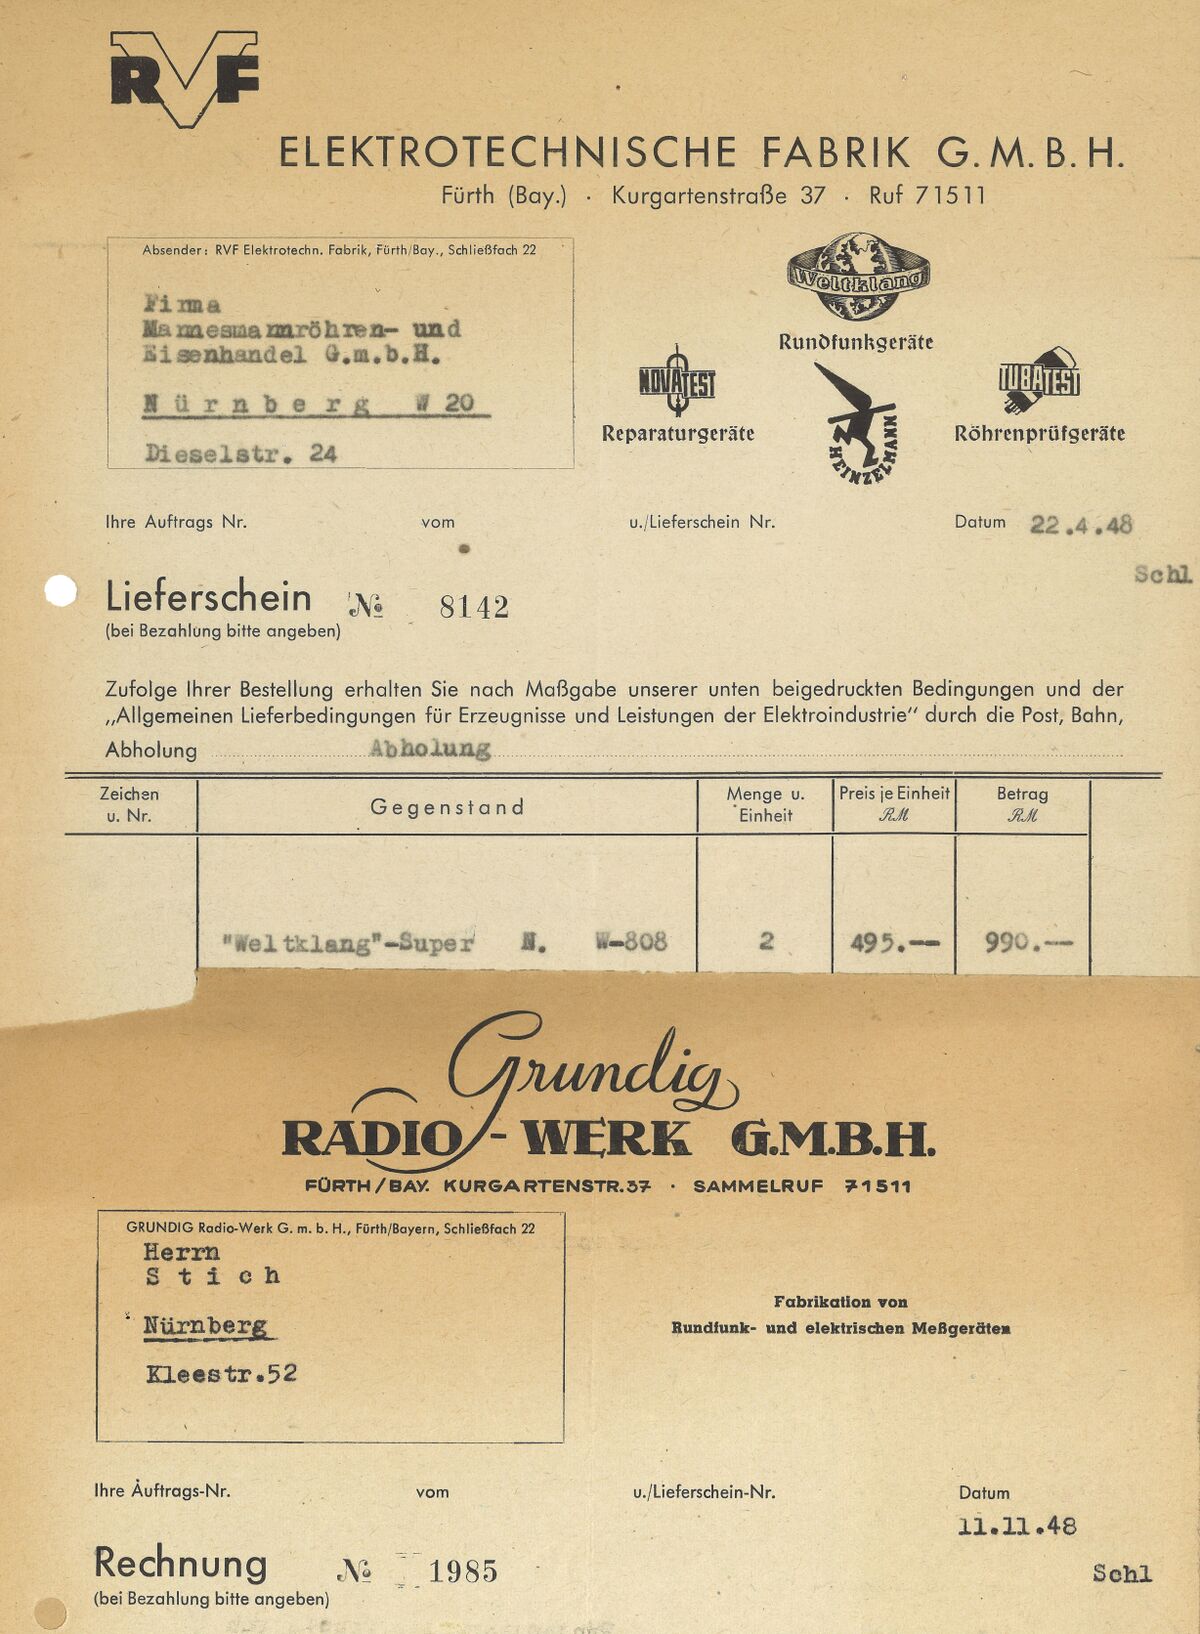 RVF
ELEKTROTECHNISCHE FABRIK G.M.B.H.
Fürth (Bay.) · Kurgartenstraße 37 · Ruf 71511
Absender: RVF Elektrotechn. Fabrik, Fürth/Bay., Schließfach 22
Firma
Mannesmannröhren- und
Eisenhandel G.m.b.H.
Nürnberg W 20
Dieselstr. 24
Weltklang
Rundfunkgeräte
NOVATEST
Reparaturgeräte
HEINZELMANN
TUBATEST
Röhrenprüfgeräte
Ihre Auftrags Nr. vom u./Lieferschein Nr. Datum 22.4.48
Schl
Lieferschein № 8142
(bei Bezahlung bitte angeben)
Zufolge Ihrer Bestellung erhalten Sie nach Maßgabe unserer unten beigedruckten Bedingungen und der
„Allgemeinen Lieferbedingungen für Erzeugnisse und Leistungen der Elektroindustrie“ durch die Post, Bahn,
Abholung Abholung
Zeichen u. Nr. Gegenstand Menge u. Einheit Preis je Einheit RM Betrag RM
"Weltklang"-Super N. W-808 2 495.-- 990.--
Grundig
RADIO-WERK G.M.B.H.
FÜRTH/BAY. KURGARTENSTR.37 · SAMMELRUF 71511
GRUNDIG Radio-Werk G. m. b. H., Fürth/Bayern, Schließfach 22
Herrn
Stich
Nürnberg
Kleestr.52
Fabrikation von
Rundfunk- und elektrischen Meßgeräten
Ihre Auftrags-Nr. vom u./Lieferschein-Nr. Datum
11.11.48
Rechnung № 1985
Schl
(bei Bezahlung bitte angeben)